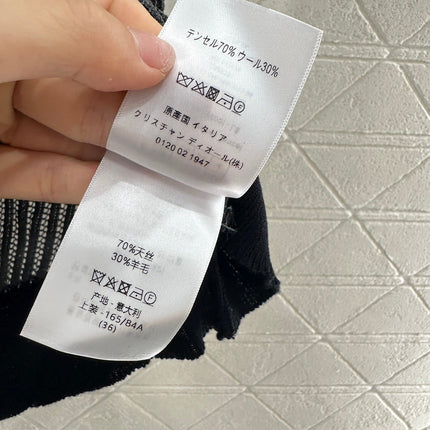 テンセル70% ウール30%
原産国 イタリア
クリスチャン ディオール(株)
0120 02 1947
70%天丝
30%羊毛
产地 - 意大利
上装 - 165/84A
(36)